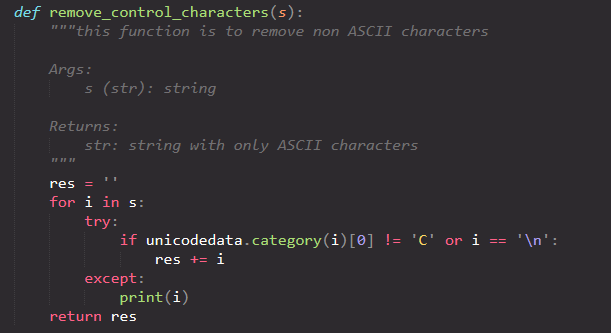 def remove_control_characters(s):
    """this function is to remove non ASCII characters

    Args:
        s (str): string

    Returns:
        str: string with only ASCII characters
    """
    res = ''
    for i in s:
        try:
            if unicodedata.category(i)[0] != 'C' or i == '\n':
                res += i
        except:
            print(i)
    return res